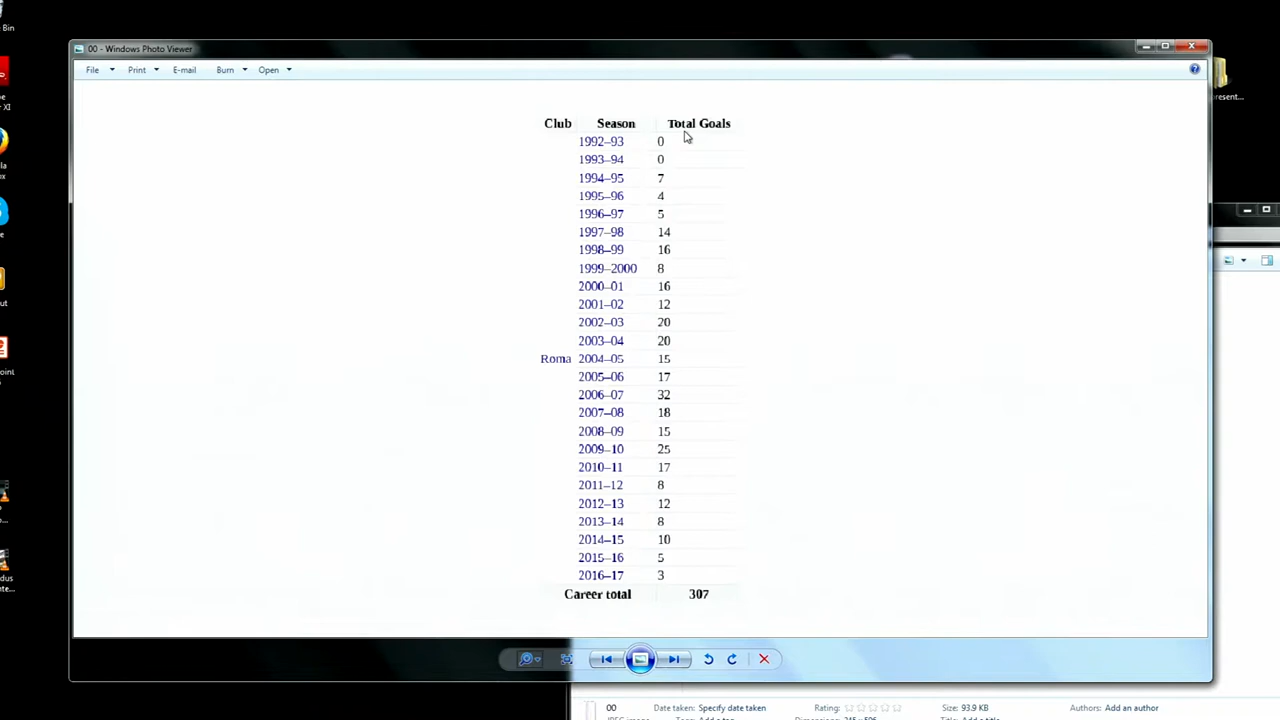 Bin
00 - Windows Photo Viewer
File Print E-mail Burn Open
XI
present...
Club Season Total Goals
1992–93 0
1993–94 0
1994–95 7
1995–96 4
1996–97 5
1997–98 14
1998–99 16
1999–2000 8
2000–01 16
2001–02 12
2002–03 20
2003–04 20
Roma 2004–05 15
2005–06 17
2006–07 32
2007–08 18
2008–09 15
2009–10 25
2010–11 17
2011–12 8
2012–13 12
2013–14 8
2014–15 10
2015–16 5
2016–17 3
Career total 307
00 Date taken: Specify date taken Rating: Size: 93.9 KB Authors: Add an author